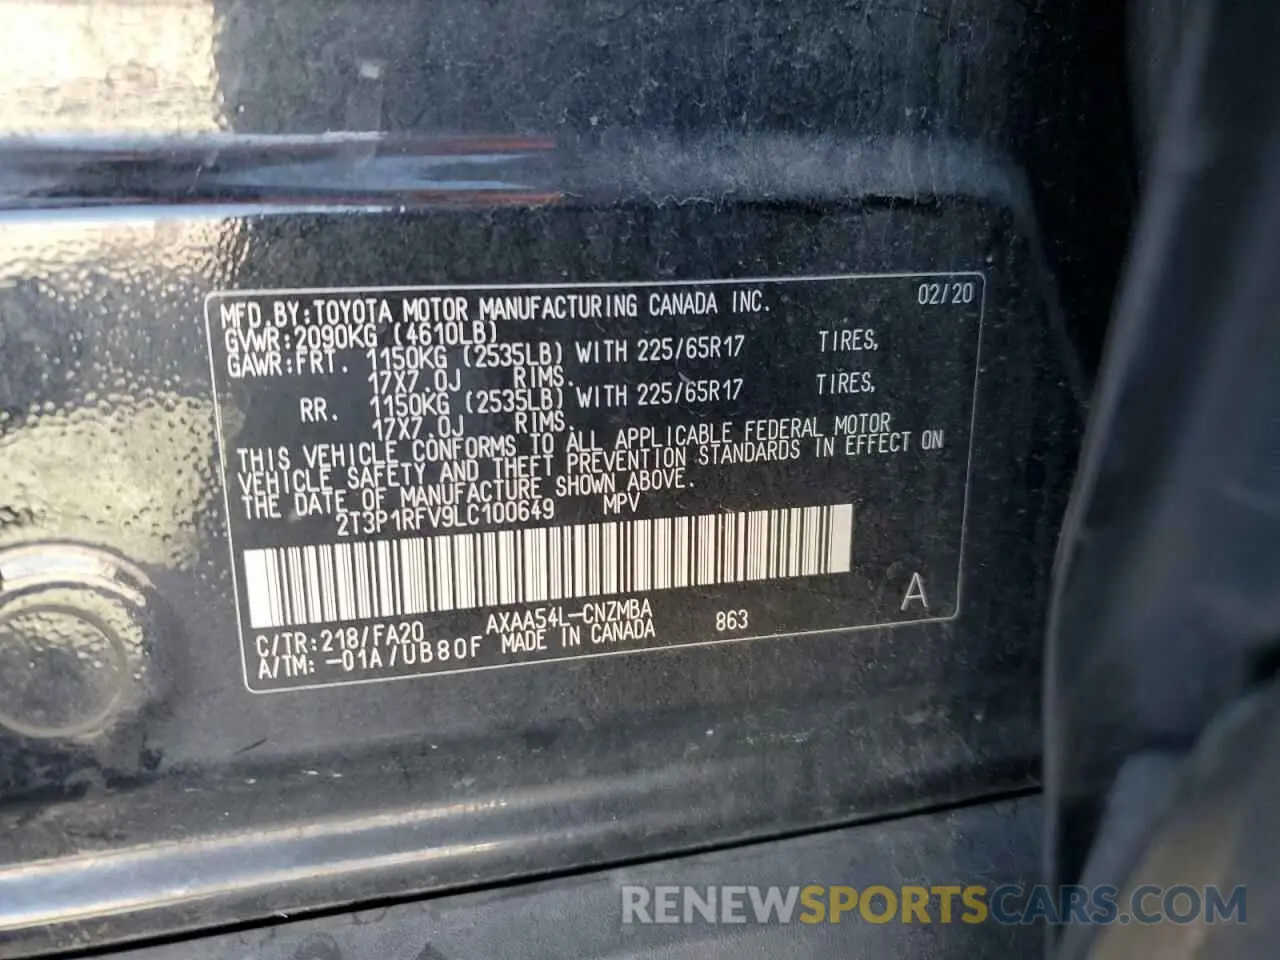 MFD.BY:TOYOTA MOTOR MANUFACTURING CANADA INC. 02/20
GVWR:2090KG (4610LB)
GAWR:FRT. 1150KG (2535LB) WITH 225/65R17 TIRES,
17X7.0J RIMS.
RR. 1150KG (2535LB) WITH 225/65R17 TIRES,
17X7.0J RIMS.
THIS VEHICLE CONFORMS TO ALL APPLICABLE FEDERAL MOTOR
VEHICLE SAFETY AND THEFT PREVENTION STANDARDS IN EFFECT ON
THE DATE OF MANUFACTURE SHOWN ABOVE.
2T3P1RFV9LC100649 MPV
C/TR:218/FA20 AXAA54L-CNZMBA 863 A
A/TM: -01A/UB80F MADE IN CANADA
RENEWSPORTSCARS.COM